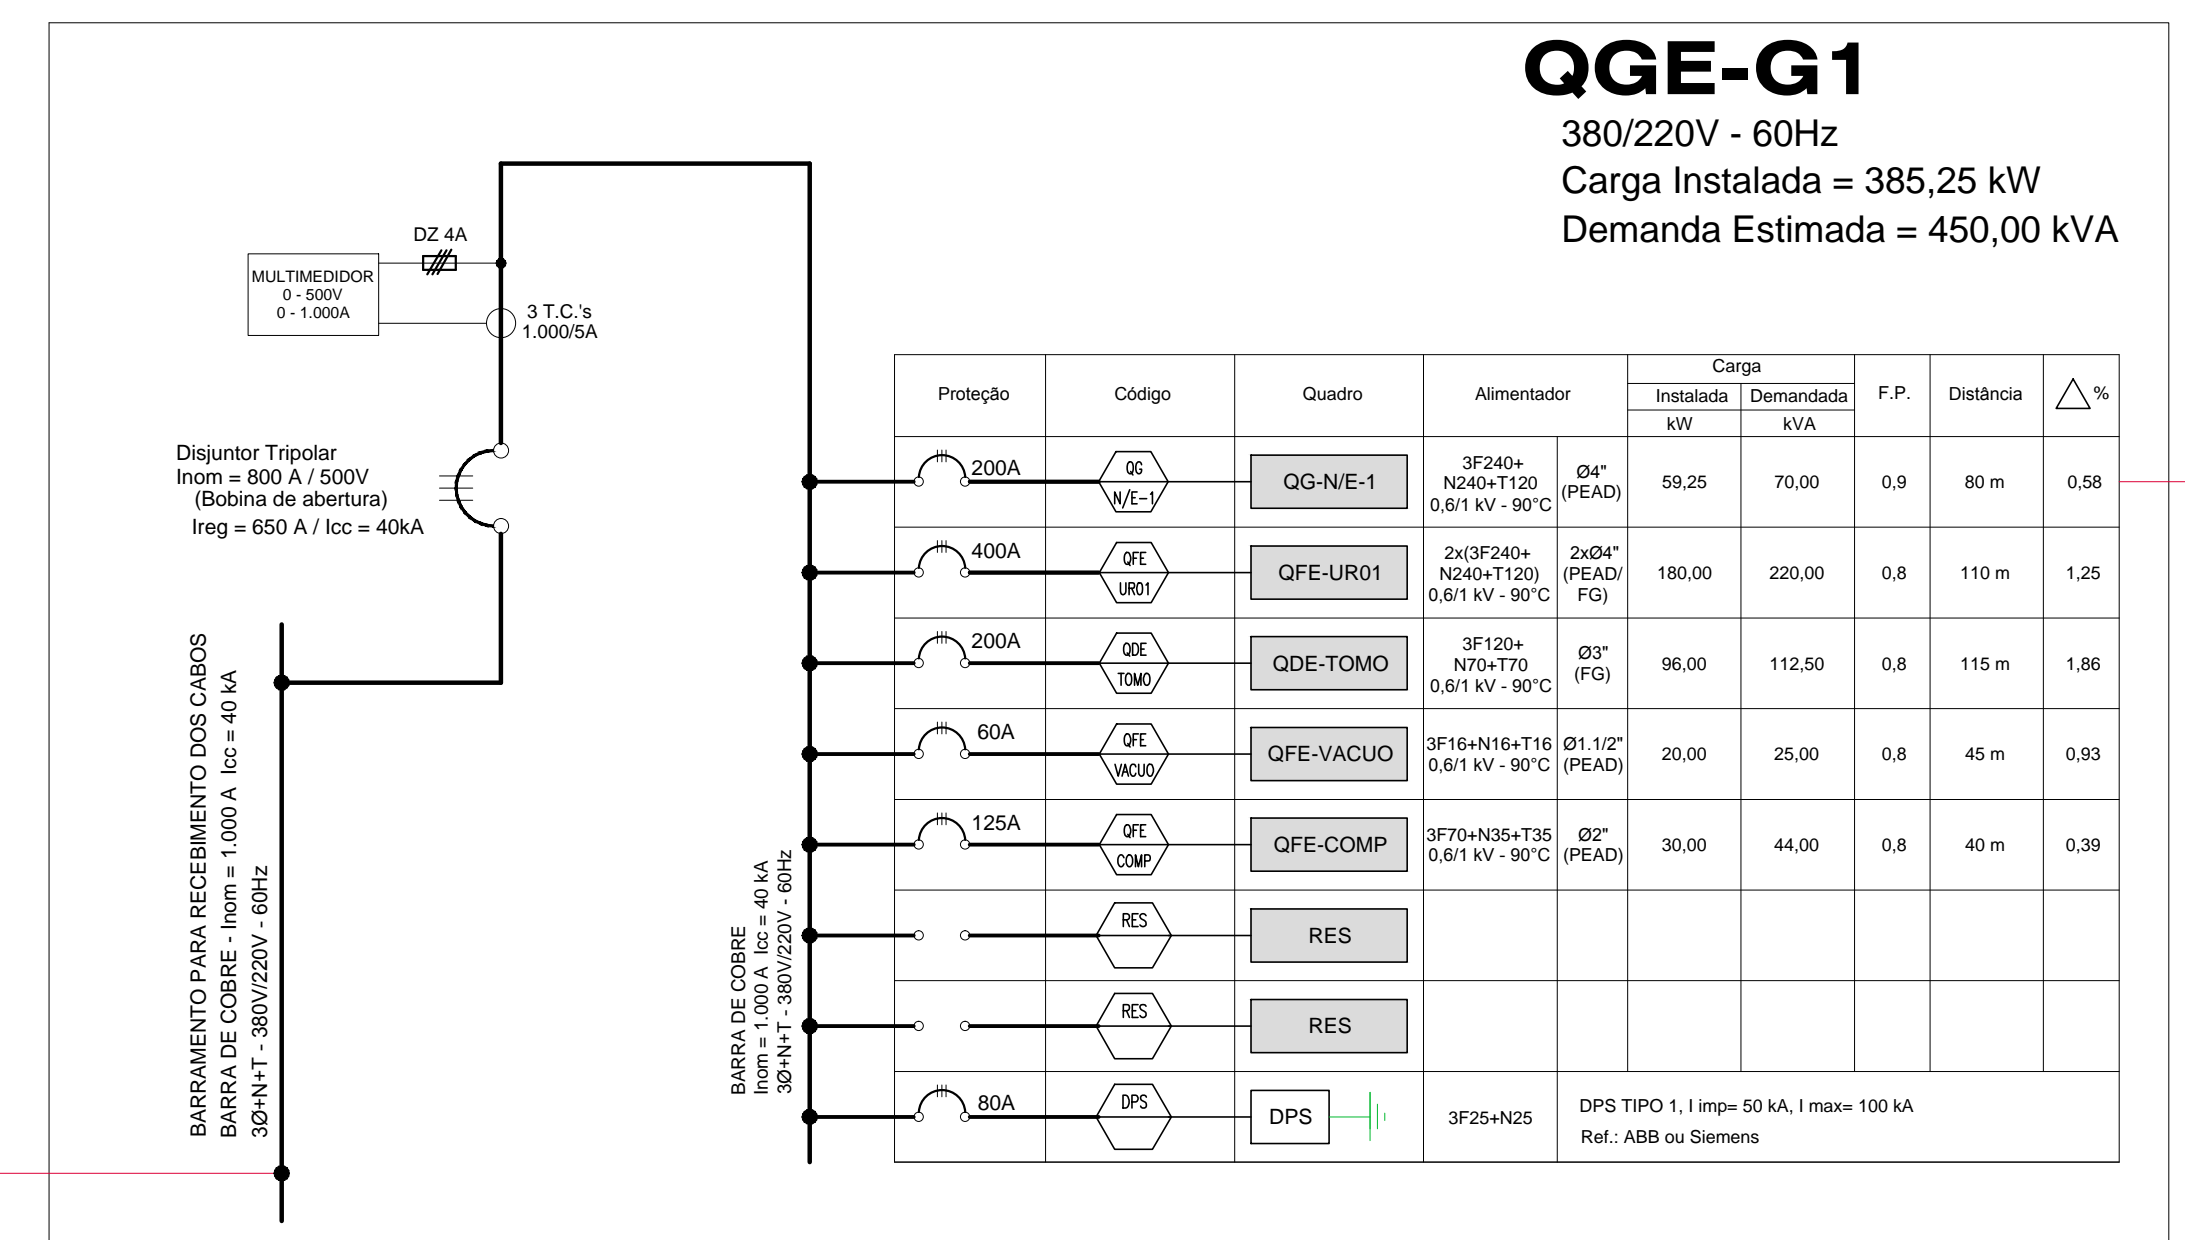 QGE-G1
380/220V - 60Hz
Carga Instalada = 385,25 kW
Demanda Estimada = 450,00 kVA
DZ 4A
MULTIMEDIDOR
0 - 500V
0 - 1.000A
3 T.C.'s
1.000/5A
Disjuntor Tripolar
Inom = 800 A / 500V
(Bobina de abertura)
Ireg = 650 A / Icc = 40kA
BARRAMENTO PARA RECEBIMENTO DOS CABOS
BARRA DE COBRE - Inom = 1.000 A Icc = 40 kA
3Ø+N+T - 380V/220V - 60Hz
BARRA DE COBRE
Inom = 1.000 A Icc = 40 kA
3Ø+N+T - 380V/220V - 60Hz
Proteção
Código
Quadro
Alimentador
Carga
Instalada
Demandada
kW
kVA
F.P.
Distância
%
200A
QG
N/E-1
QG-N/E-1
3F240+
N240+T120
0,6/1 kV - 90°C
Ø4"
(PEAD)
59,25
70,00
0,9
80 m
0,58
400A
QFE
UR01
QFE-UR01
2x(3F240+
N240+T120)
0,6/1 kV - 90°C
2xØ4"
(PEAD/
FG)
180,00
220,00
0,8
110 m
1,25
200A
QDE
TOMO
QDE-TOMO
3F120+
N70+T70
0,6/1 kV - 90°C
Ø3"
(FG)
96,00
112,50
0,8
115 m
1,86
60A
QFE
VACUO
QFE-VACUO
3F16+N16+T16
0,6/1 kV - 90°C
Ø1.1/2"
(PEAD)
20,00
25,00
0,8
45 m
0,93
125A
QFE
COMP
QFE-COMP
3F70+N35+T35
0,6/1 kV - 90°C
Ø2"
(PEAD)
30,00
44,00
0,8
40 m
0,39
RES
RES
RES
RES
80A
DPS
DPS
3F25+N25
DPS TIPO 1, I imp= 50 kA, I max= 100 kA
Ref.: ABB ou Siemens